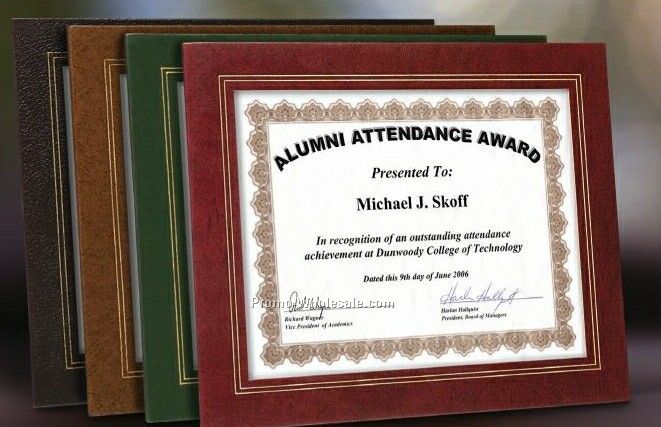 ALUMNI ATTENDANCE AWARD
Presented To:
Michael J. Skoff
In recognition of an outstanding attendance
achievement at Dunwoody College of Technology
Dated this 9th day of June 2006
PromoWholesale.com
Richard Wagner
Vice President of Academics
Harlan Hallquist
President, Board of Managers